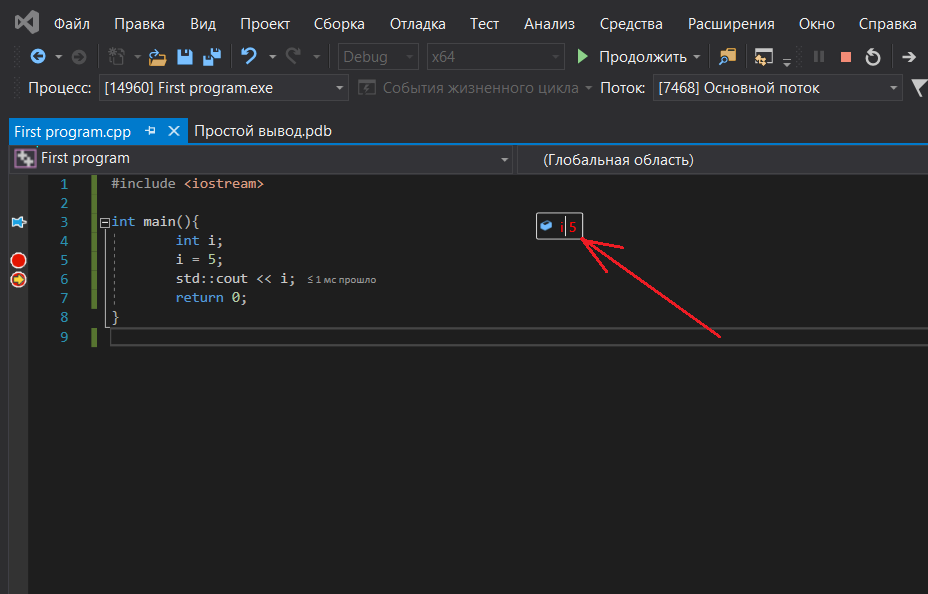 Файл Правка Вид Проект Сборка Отладка Тест Анализ Средства Расширения Окно Справка
Debug x64 Продолжить
Процесс: [14960] First program.exe События жизненного цикла Поток: [7468] Основной поток
First program.cpp Простой вывод.pdb
First program (Глобальная область)
1 #include <iostream>
2
3 int main(){ i 5
4 int i;
5 i = 5;
6 std::cout << i; ≤ 1 мс прошло
7 return 0;
8 }
9